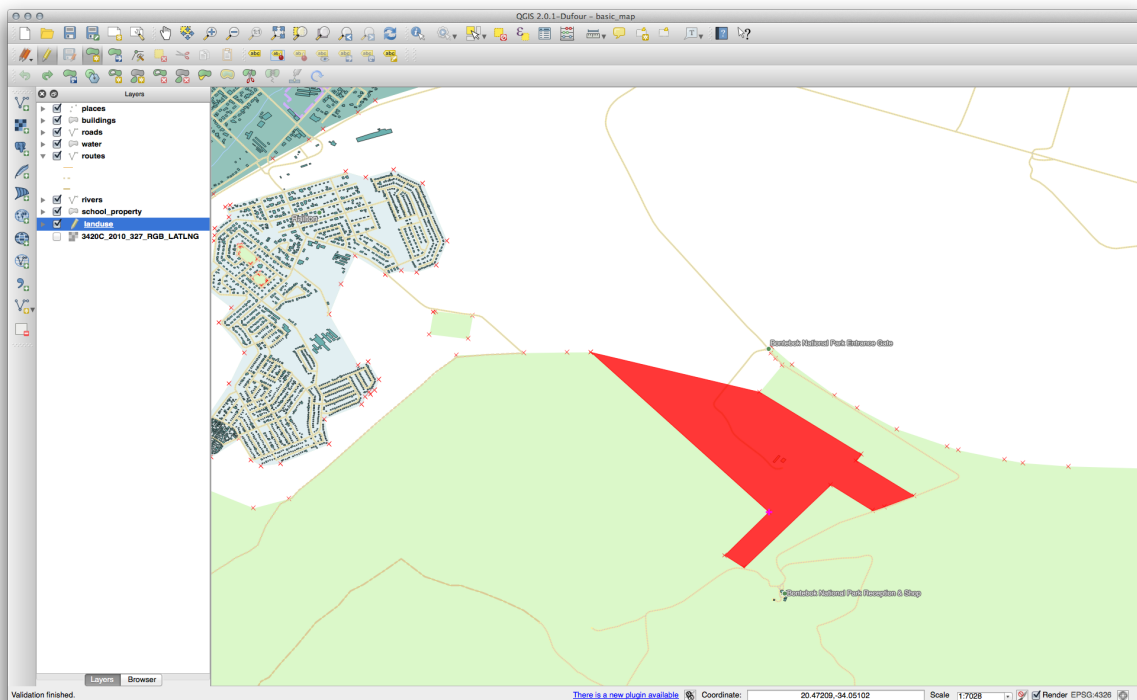 QGIS 2.0.1-Dufour – basic_map
Layers
places
buildings
roads
water
routes
rivers
school_property
landuse
3420C_2010_327_RGB_LATLNG
Railton
Bontebok National Park Entrance Gate
Bontebok National Park Reception & Shop
Layers Browser
Validation finished. There is a new plugin available Coordinate: 20.47209,-34.05102 Scale 1:7028 Render EPSG:4326